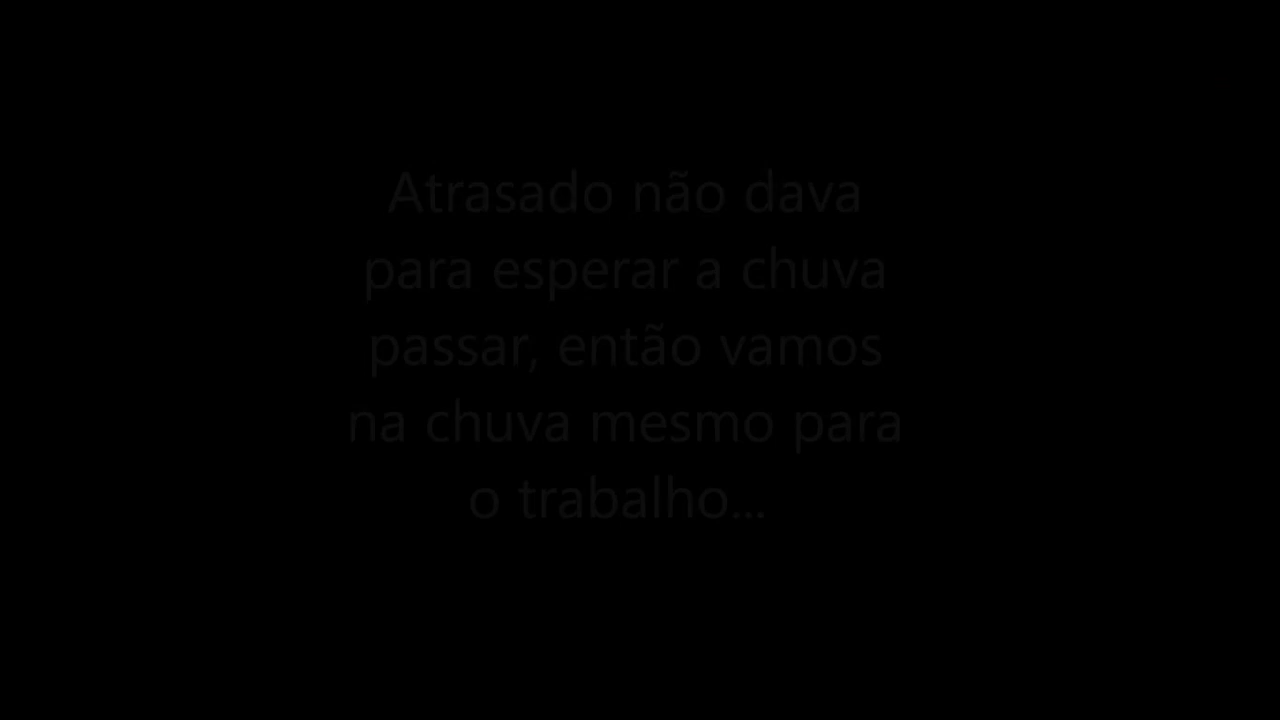 Atrasado não dava
para esperar a chuva
passar, então vamos
na chuva mesmo para
o trabalho...